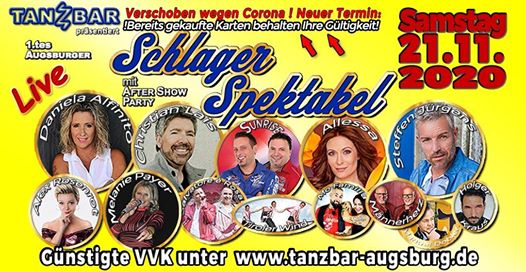 TANZBAR
präsentiert
Verschoben wegen Corona ! Neuer Termin:
!Bereits gekaufte Karten behalten Ihre Gültigkeit!
Samstag
21.11.
2020
1.tes
AUGSBURGER
Live
Schlager
Spektakel
mit
AFTER SHOW
PARTY
Daniela Alfinito
Christian Lais
SUNRISE
Allessa
Steffen Jürgens
Alex Rosenrot
Melanie Payer
Tiroler Wind
Männerheit
Holger
Kraus
Günstigte VVK unter www.tanzbar-augsburg.de